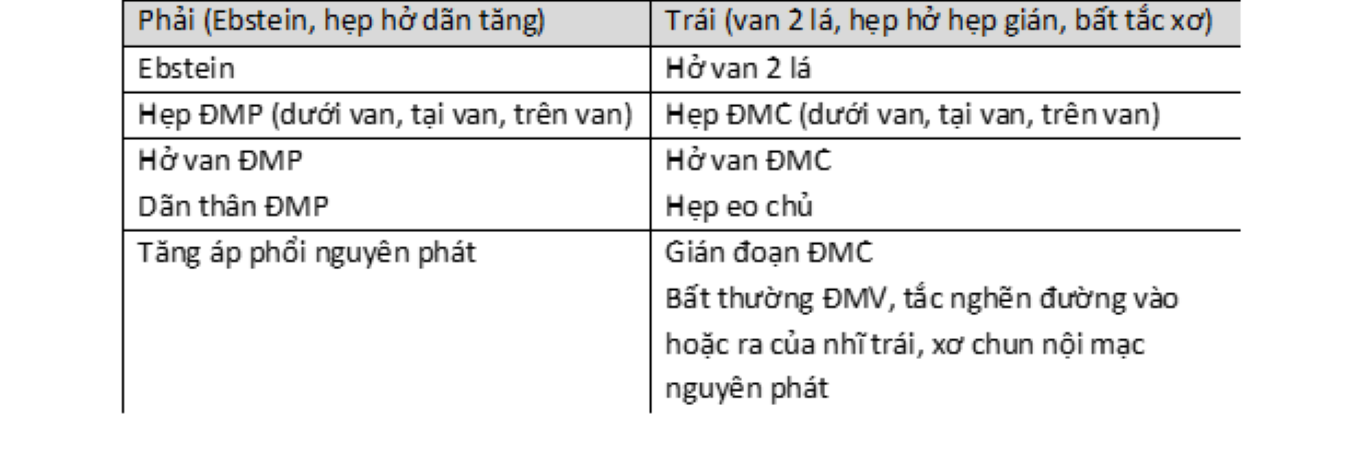 Phải (Ebstein, hẹp hở dãn tăng)
Trái (van 2 lá, hẹp hở hẹp gián, bất tắc xơ)
Ebstein
Hở van 2 lá
Hẹp ĐMP (dưới van, tại van, trên van)
Hẹp ĐMC (dưới van, tại van, trên van)
Hở van ĐMP
Hở van ĐMC
Dãn thân ĐMP
Hẹp eo chủ
Tăng áp phổi nguyên phát
Gián đoạn ĐMC
Bất thường ĐMV, tắc nghẽn đường vào
hoặc ra của nhĩ trái, xơ chun nội mạc
nguyên phát